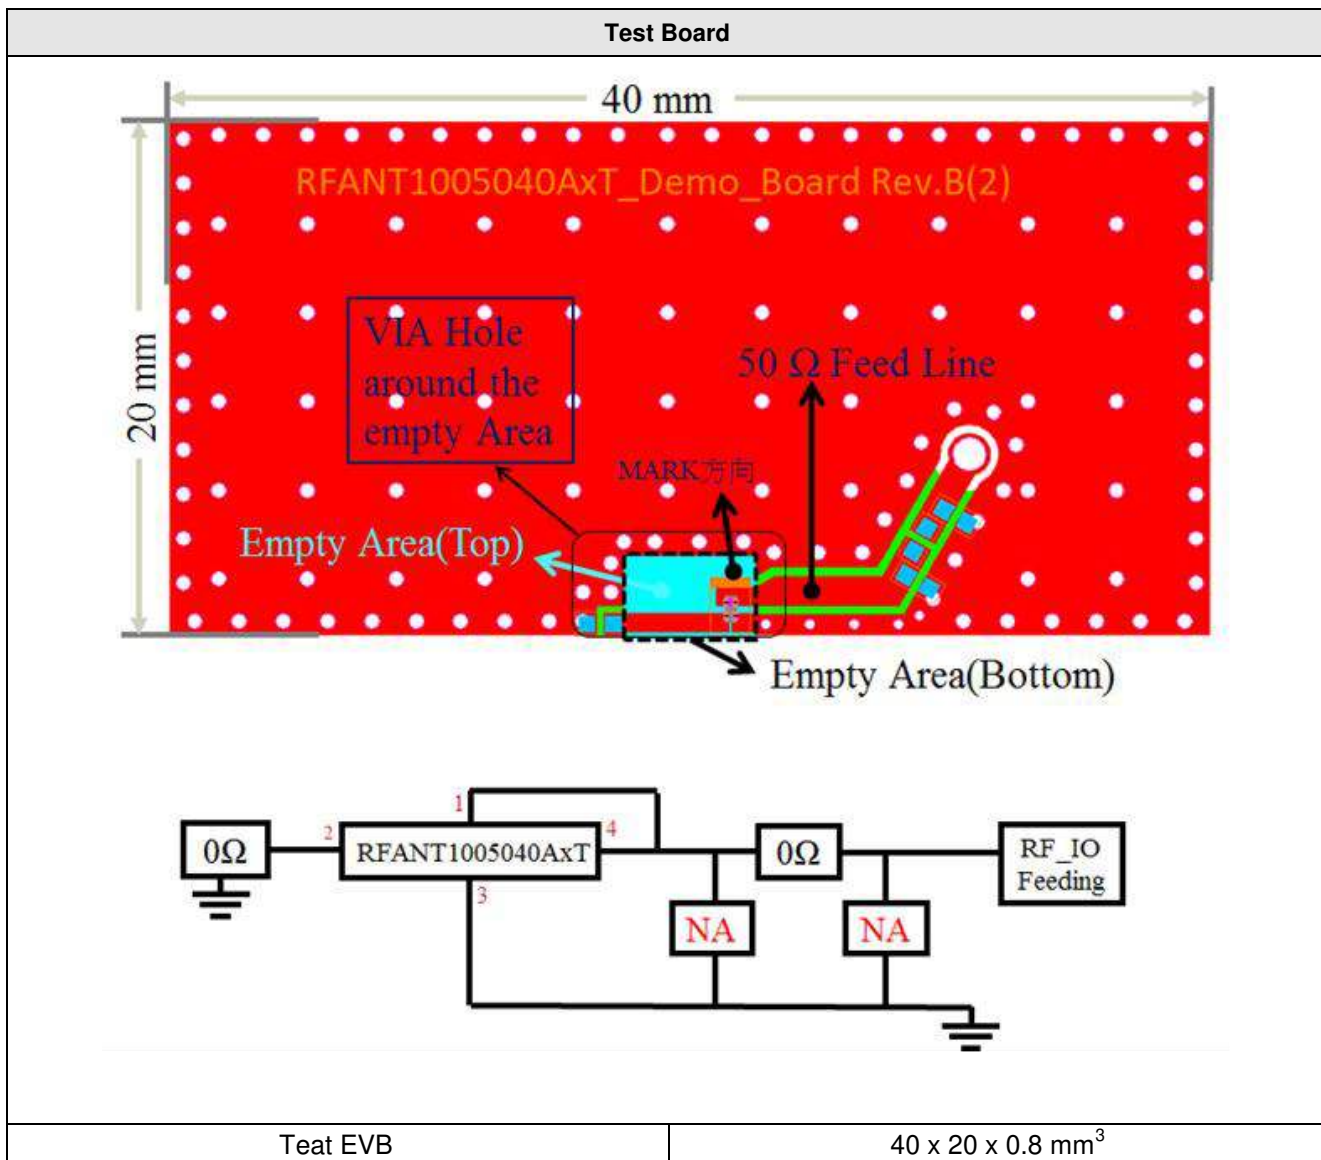 Test Board
40 mm
RFANT1005040AxT_Demo_Board Rev.B(2)
20 mm
VIA Hole
around the
empty Area
50 Ω Feed Line
MARK方向
Empty Area(Top)
Empty Area(Bottom)
1
2
4
0Ω
RFANT1005040AxT
0Ω
RF_IO
Feeding
3
NA
NA
Teat EVB
40 x 20 x 0.8 mm³